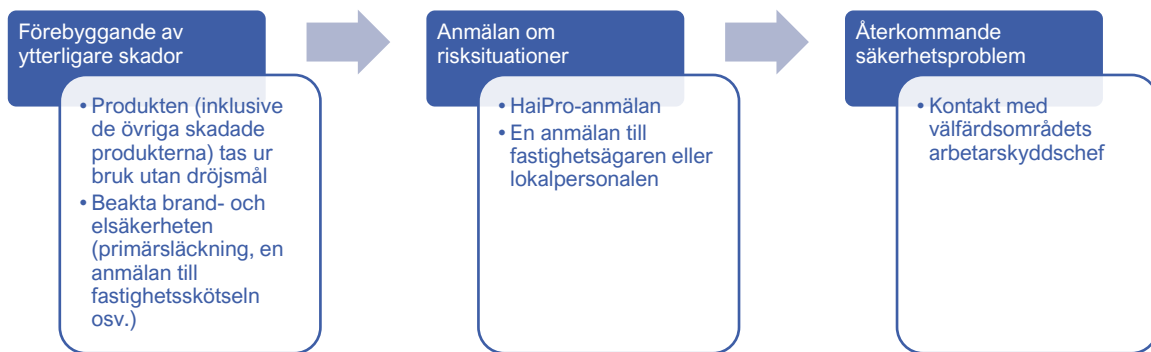 Förebyggande av
ytterligare skador
• Produkten (inklusive
de övriga skadade
produkterna) tas ur
bruk utan dröjsmål
• Beakta brand- och
elsäkerheten
(primärsläckning, en
anmälan till
fastighetsskötseln
osv.)
Anmälan om
risksituationer
• HaiPro-anmälan
• En anmälan till
fastighetsägaren eller
lokalpersonalen
Återkommande
säkerhetsproblem
• Kontakt med
välfärdsområdets
arbetarskyddschef